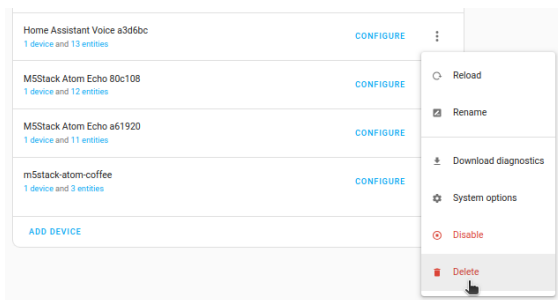 Home Assistant Voice a3d6bc
1 device and 13 entities
CONFIGURE
M5Stack Atom Echo 80c108
1 device and 12 entities
CONFIGURE
M5Stack Atom Echo a61920
1 device and 11 entities
CONFIGURE
m5stack-atom-coffee
1 device and 3 entities
CONFIGURE
ADD DEVICE
Reload
Rename
Download diagnostics
System options
Disable
Delete